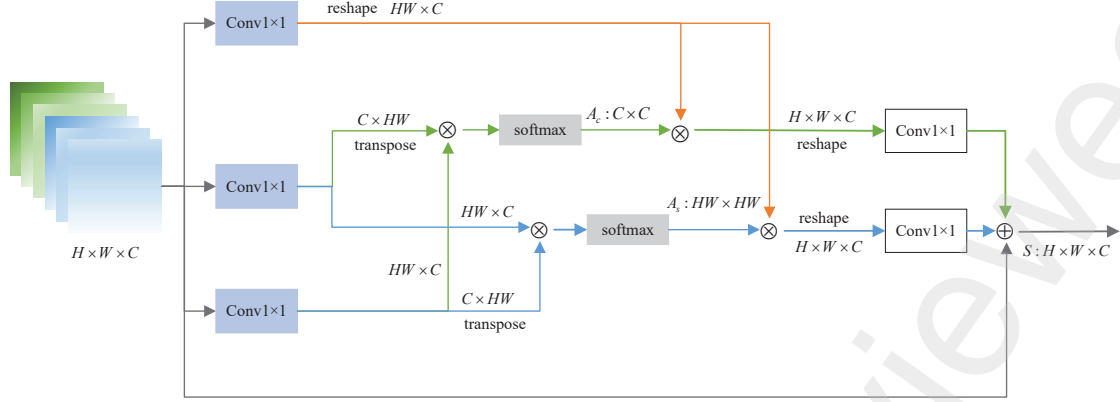 Conv1×1
reshape HW × C
C × HW
transpose
softmax
A_c : C × C
H × W × C
reshape
Conv1×1
Conv1×1
HW × C
softmax
A_s : HW × HW
reshape
H × W × C
Conv1×1
S : H × W × C
H × W × C
HW × C
Conv1×1
C × HW
transpose